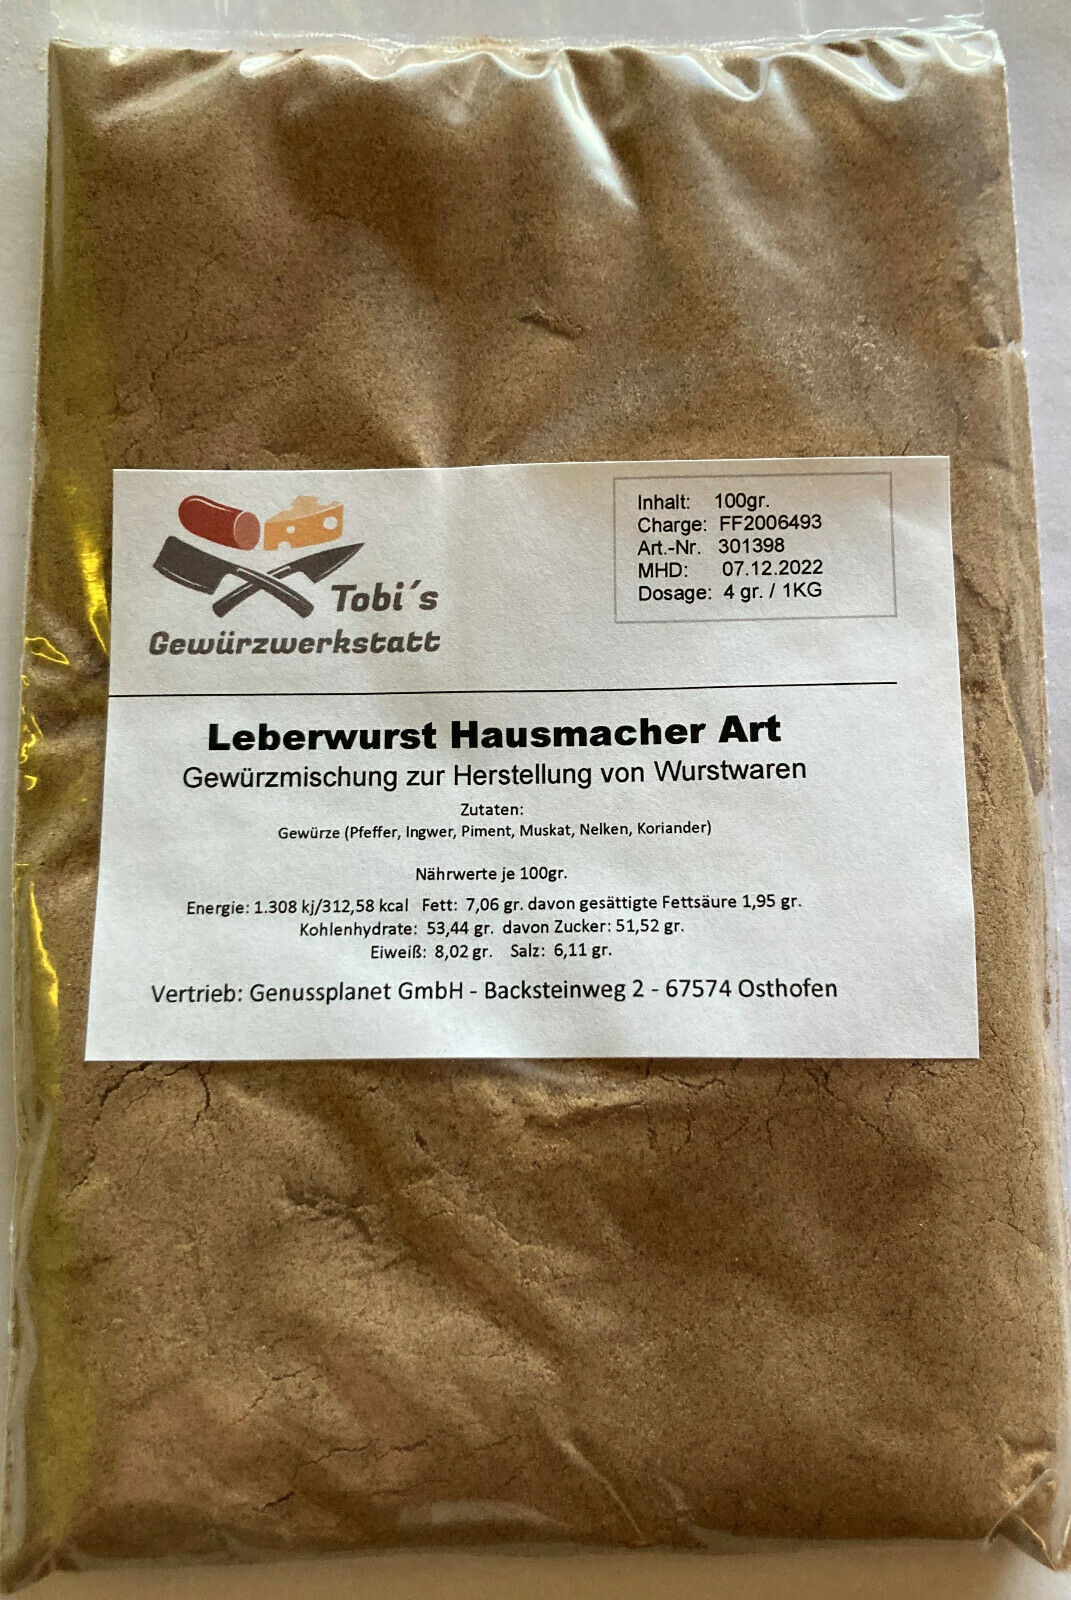 Tobi´s
Gewürzwerkstatt
Inhalt: 100gr.
Charge: FF2006493
Art.-Nr. 301398
MHD: 07.12.2022
Dosage: 4 gr. / 1KG
Leberwurst Hausmacher Art
Gewürzmischung zur Herstellung von Wurstwaren
Zutaten:
Gewürze (Pfeffer, Ingwer, Piment, Muskat, Nelken, Koriander)
Nährwerte je 100gr.
Energie: 1.308 kj/312,58 kcal Fett: 7,06 gr. davon gesättigte Fettsäure 1,95 gr.
Kohlenhydrate: 53,44 gr. davon Zucker: 51,52 gr.
Eiweiß: 8,02 gr. Salz: 6,11 gr.
Vertrieb: Genussplanet GmbH - Backsteinweg 2 - 67574 Osthofen